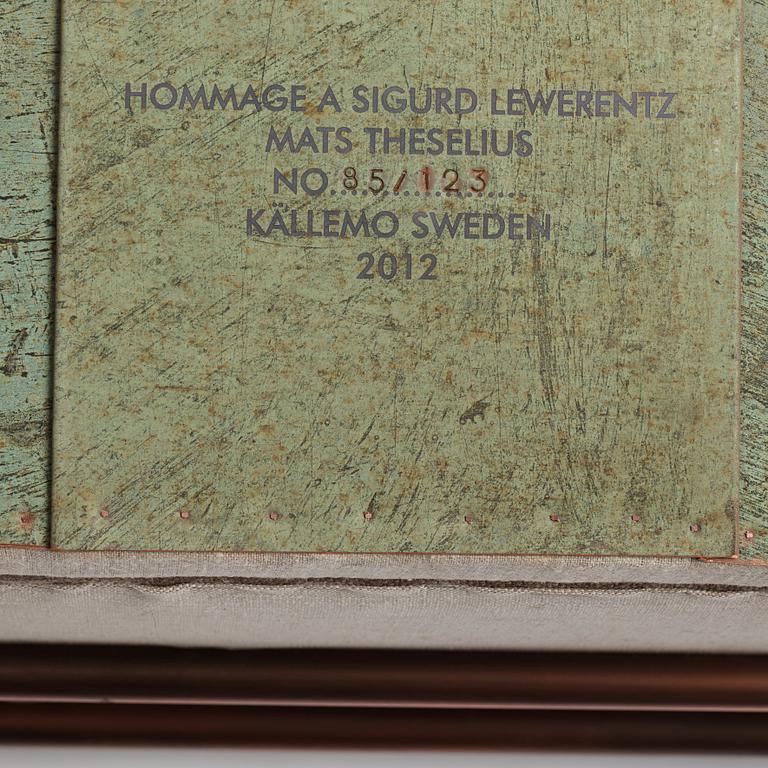 HOMMAGE A SIGURD LEWERENTZ
MATS THESELIUS
NO. 85/123
KÄLLEMO SWEDEN
2012